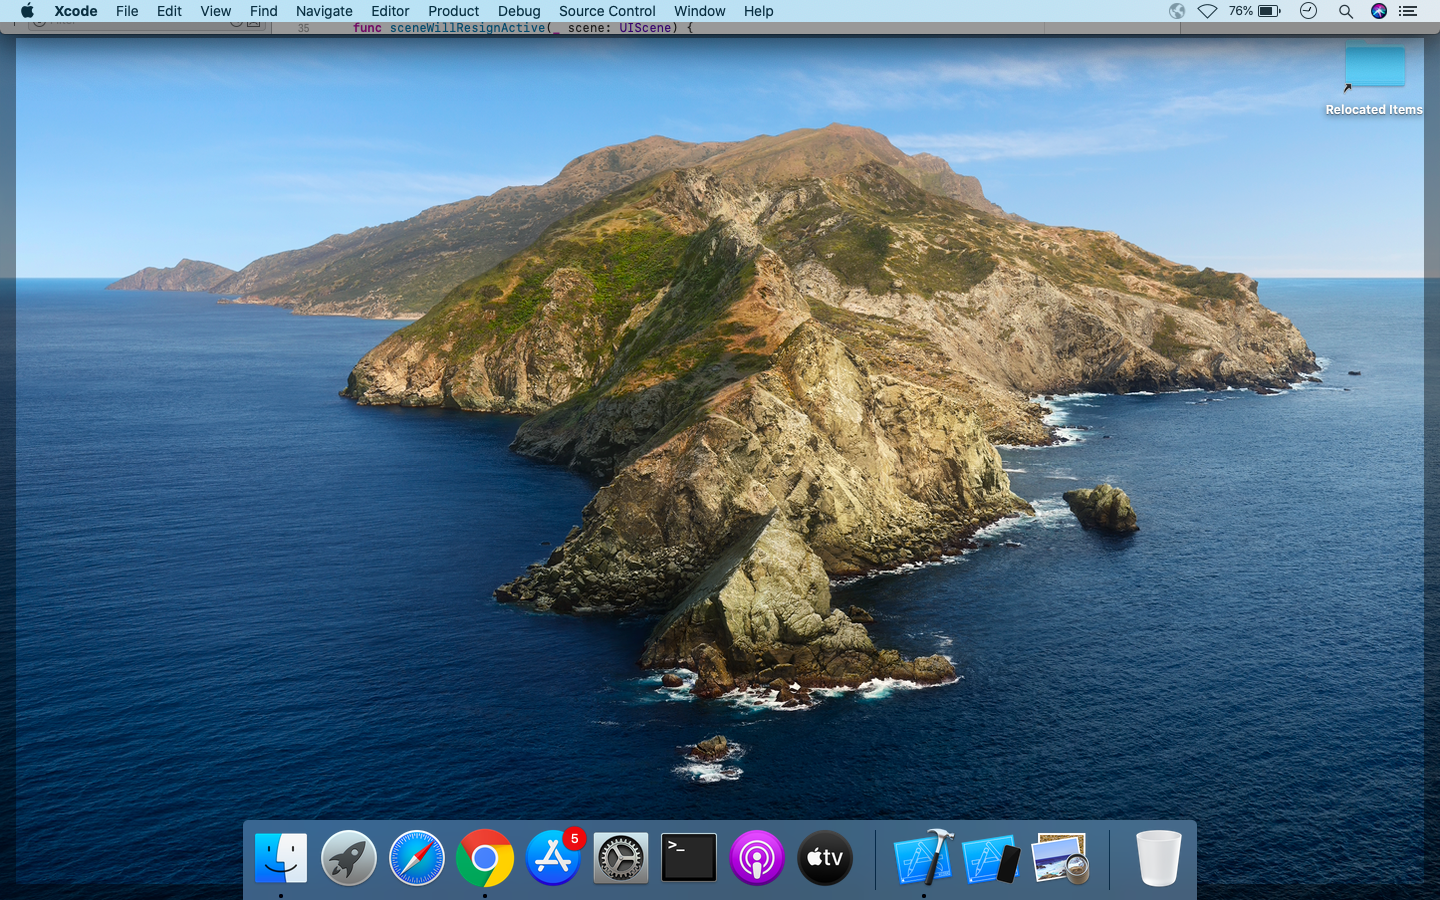 Xcode File Edit View Find Navigate Editor Product Debug Source Control Window Help 76%
35 func sceneWillResignActive(_ scene: UIScene) {
Relocated Items
5
>_
tv